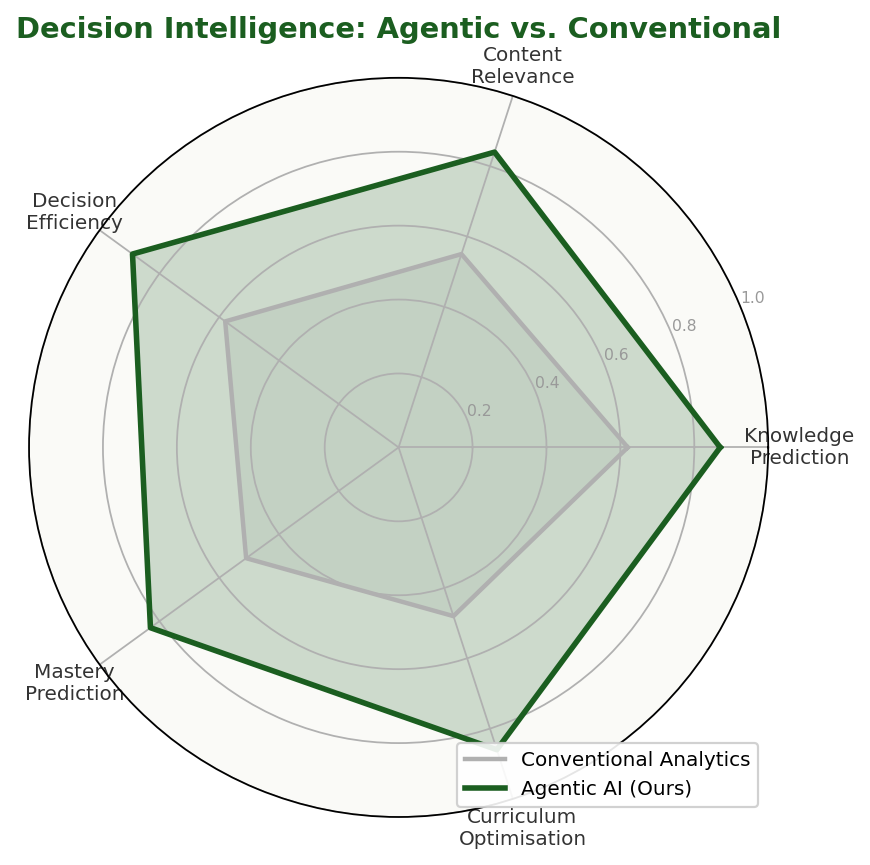 Decision Intelligence: Agentic vs. Conventional
Content
Relevance
Decision
Efficiency
1.0
0.8
0.6
0.4
0.2
Knowledge
Prediction
Mastery
Prediction
Conventional Analytics
Agentic AI (Ours)
Curriculum
Optimisation